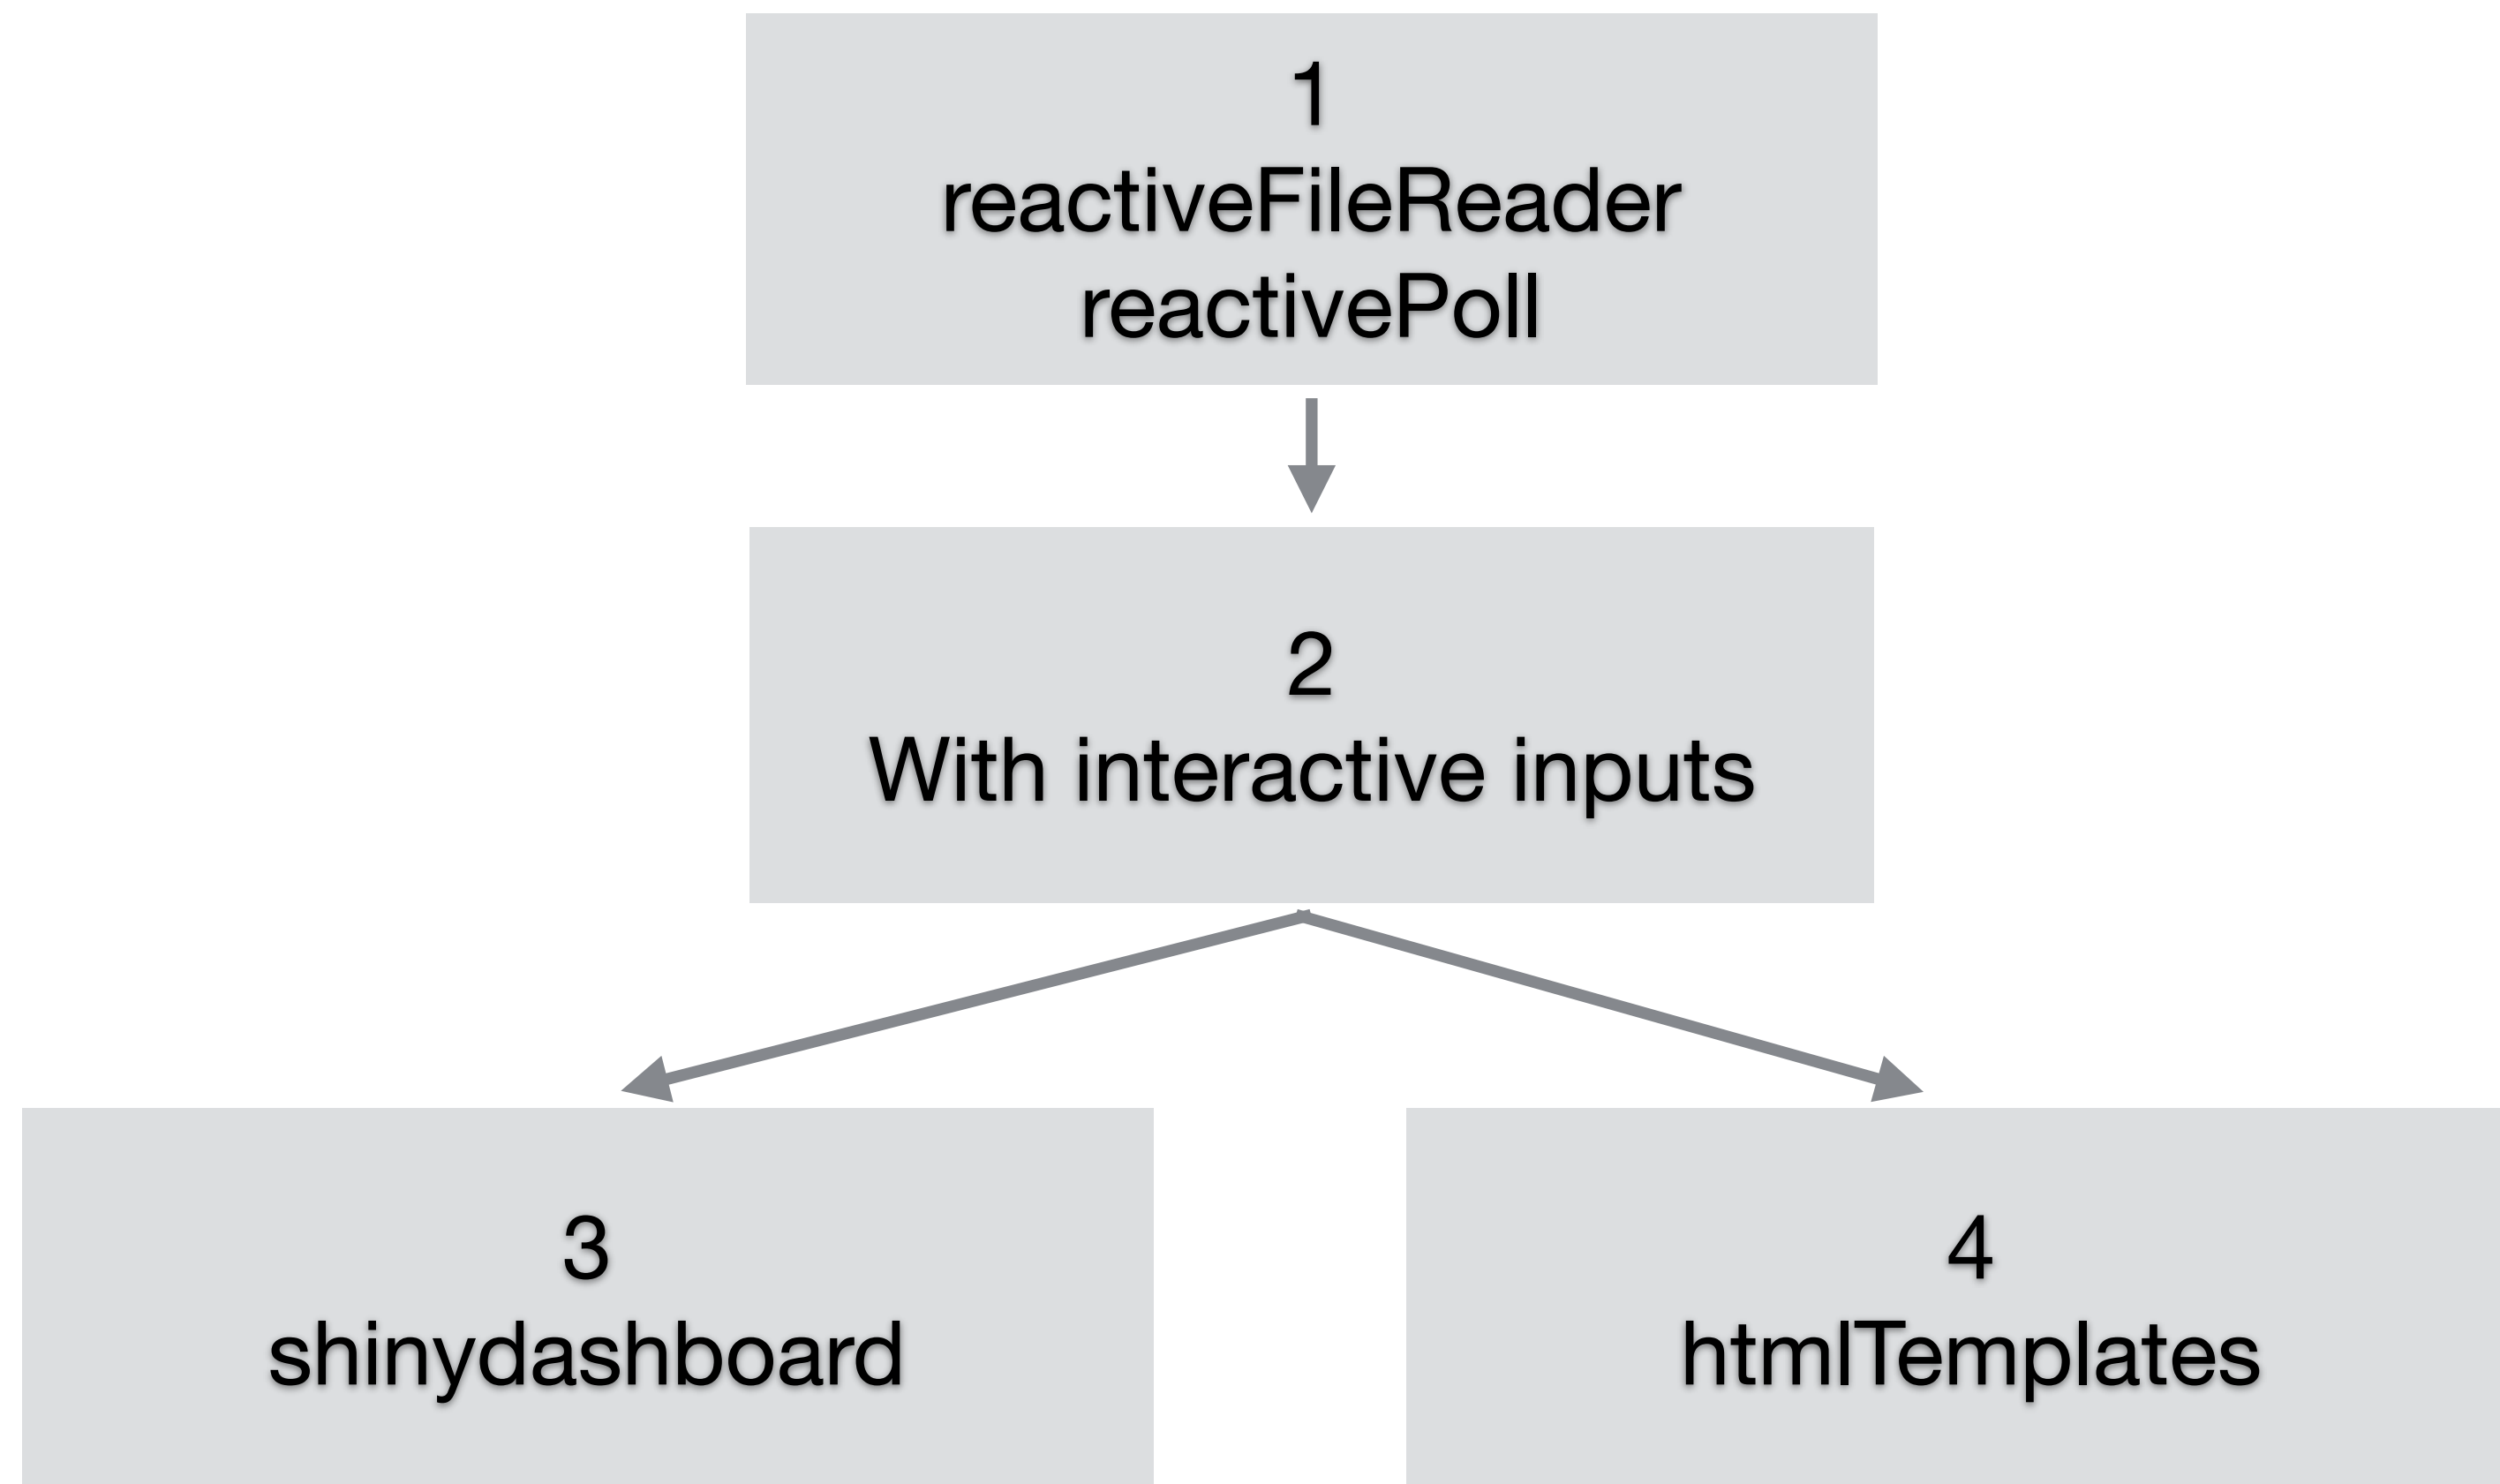 1
reactiveFileReader
reactivePoll
2
With interactive inputs
3
shinydashboard
4
htmlTemplates